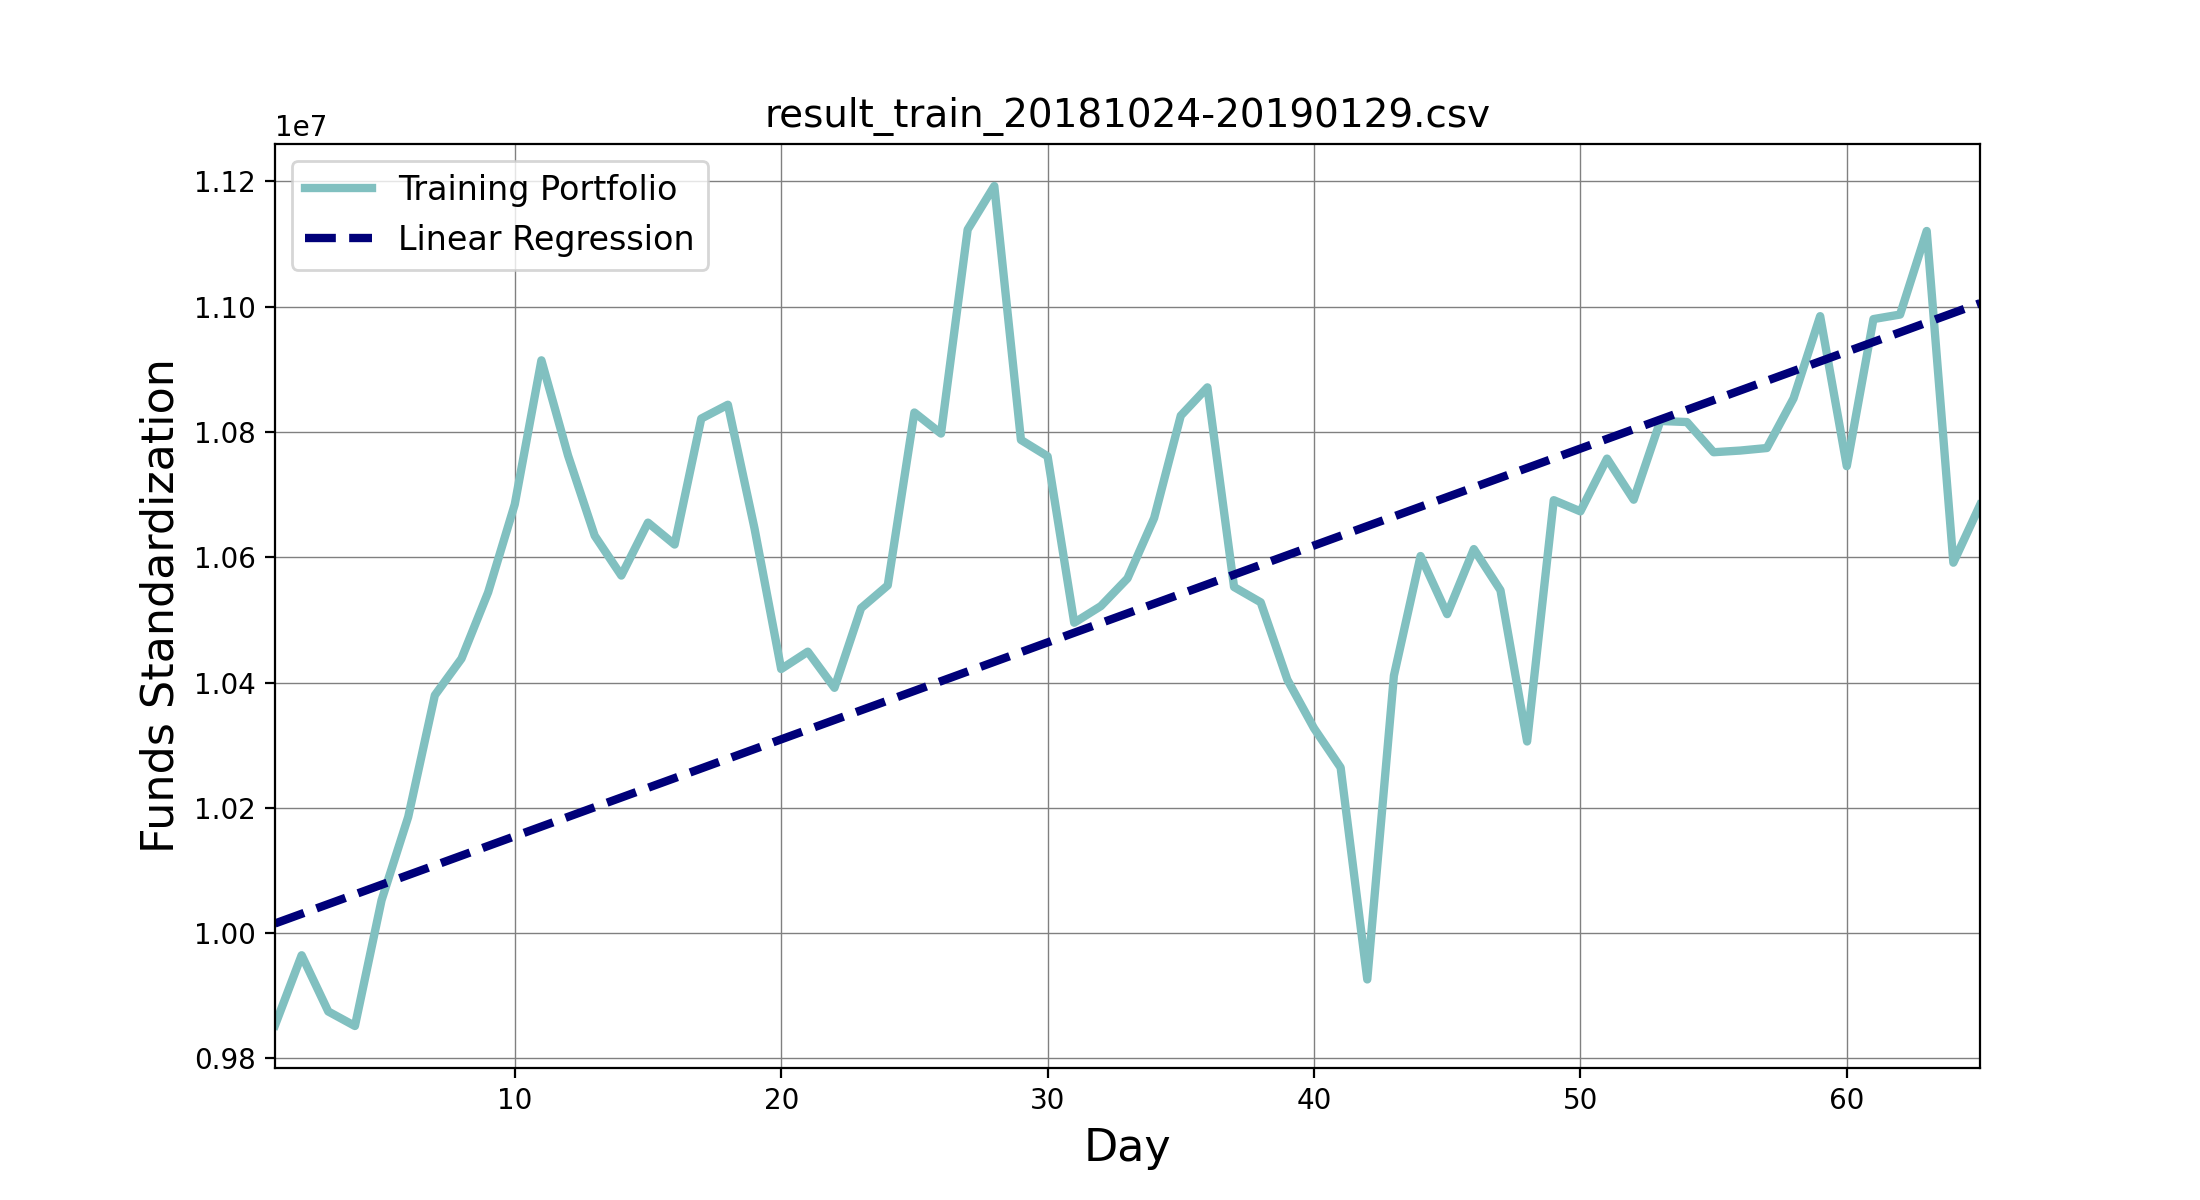 result_train_20181024-20190129.csv
1e7
Training Portfolio
Linear Regression
1.12
1.10
1.08
1.06
1.04
1.02
1.00
0.98
Funds Standardization
10 20 30 40 50 60
Day